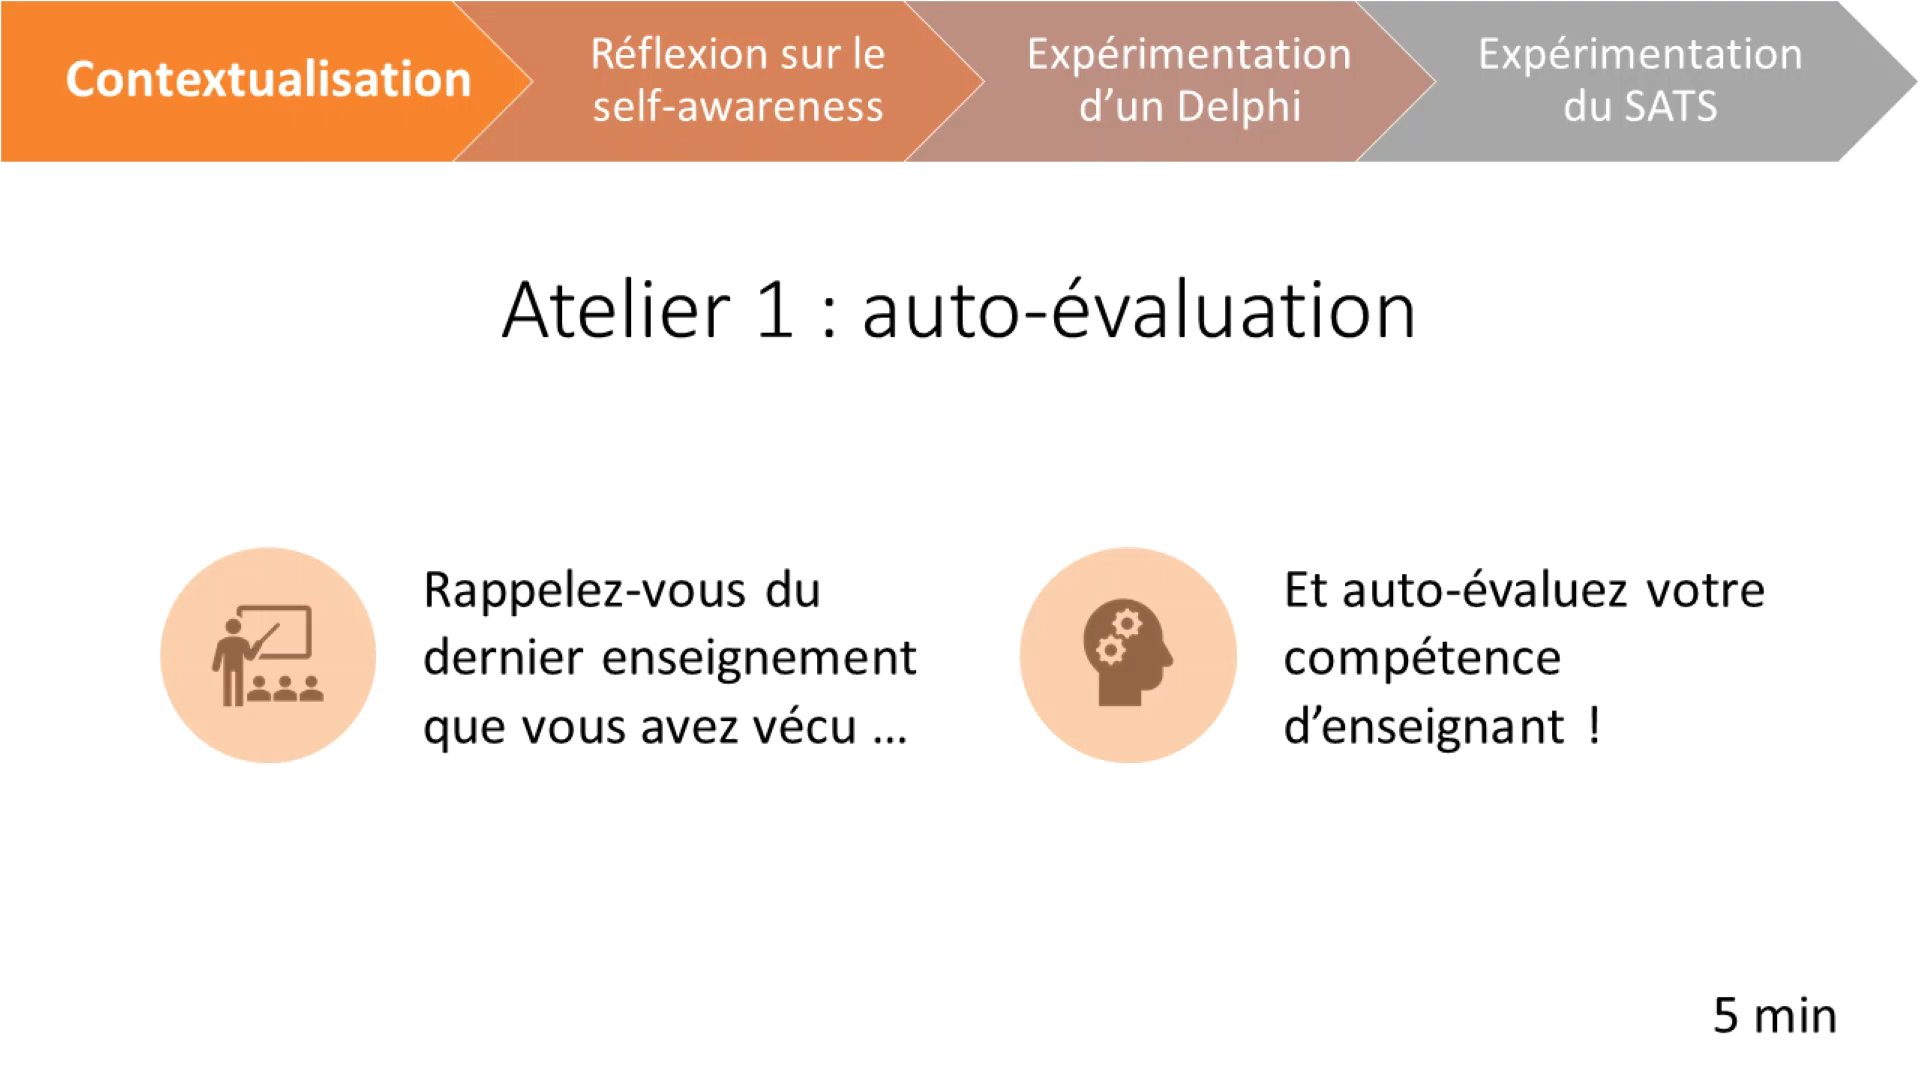 Contextualisation
Réflexion sur le
self-awareness
Expérimentation
d’un Delphi
Expérimentation
du SATS
Atelier 1 : auto-évaluation
Rappelez-vous du
dernier enseignement
que vous avez vécu ...
Et auto-évaluez votre
compétence
d’enseignant !
5 min